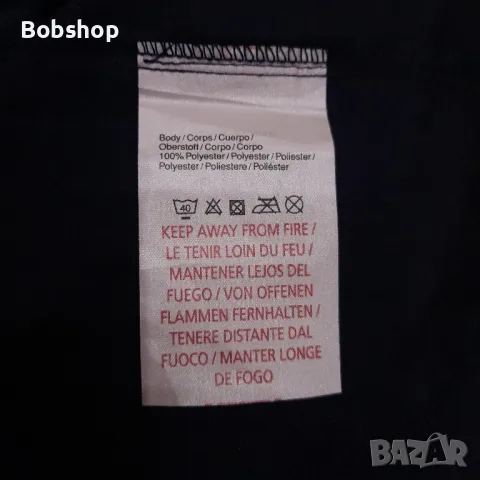 Bobshop
Body / Corps / Cuerpo /
Oberstoff / Corpo / Corpo
100% Polyester / Polyester / Poliester /
Polyester / Poliestere / Poliéster
40
KEEP AWAY FROM FIRE /
LE TENIR LOIN DU FEU /
MANTENER LEJOS DEL
FUEGO / VON OFFENEN
FLAMMEN FERNHALTEN /
TENERE DISTANTE DAL
FUOCO / MANTER LONGE
DE FOGO
BAZAR